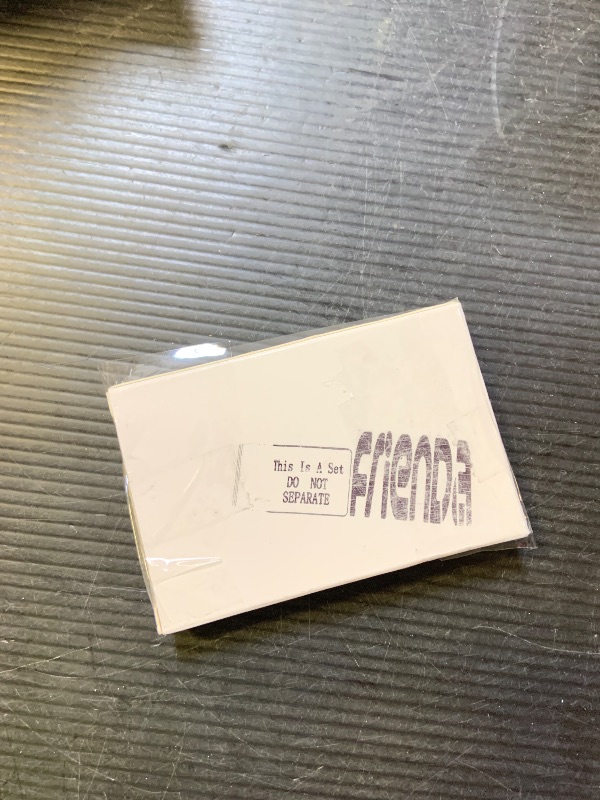 This Is A Set
DO NOT
SEPARATE
FrienDa